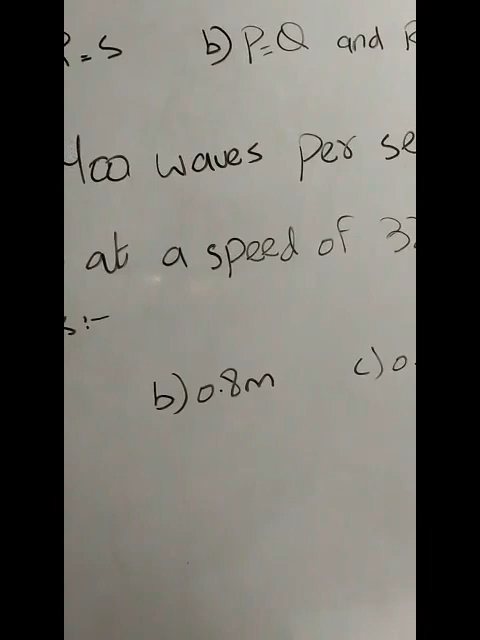 =S b) P=Q and
400 waves per se
at a speed of 3
s:-
b) 0.8m c) 0.